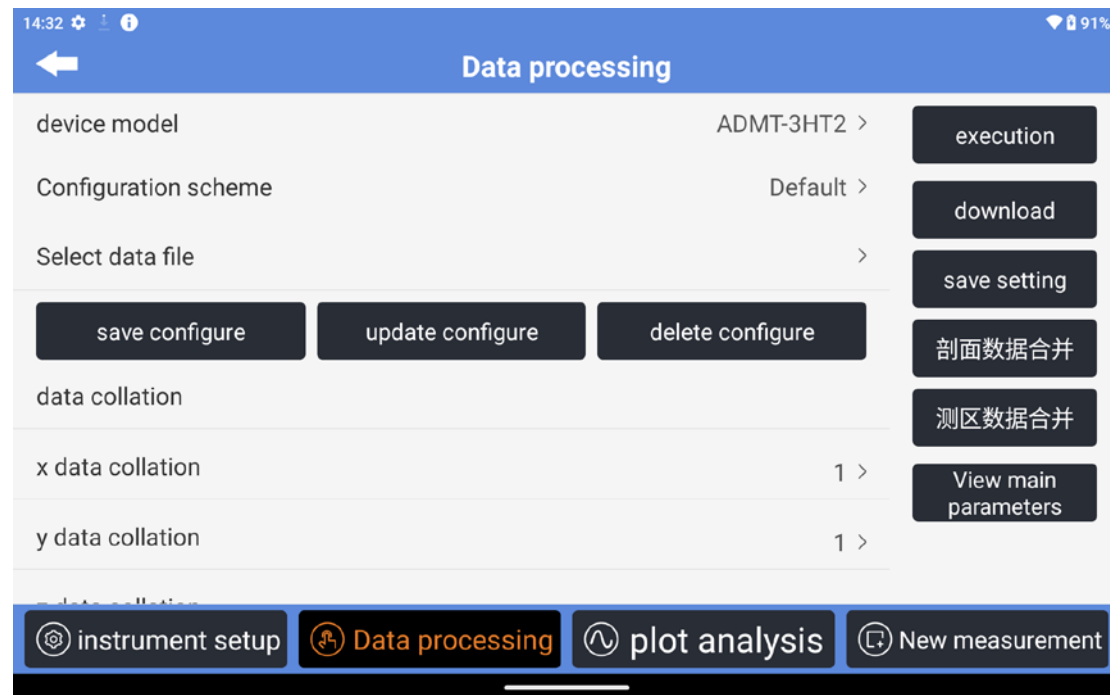 14:32
91%
Data processing
device model
ADMT-3HT2 >
Configuration scheme
Default >
Select data file
>
save configure
update configure
delete configure
data collation
x data collation
1 >
y data collation
1 >
execution
download
save setting
剖面数据合并
测区数据合并
View main
parameters
instrument setup
Data processing
plot analysis
New measurement